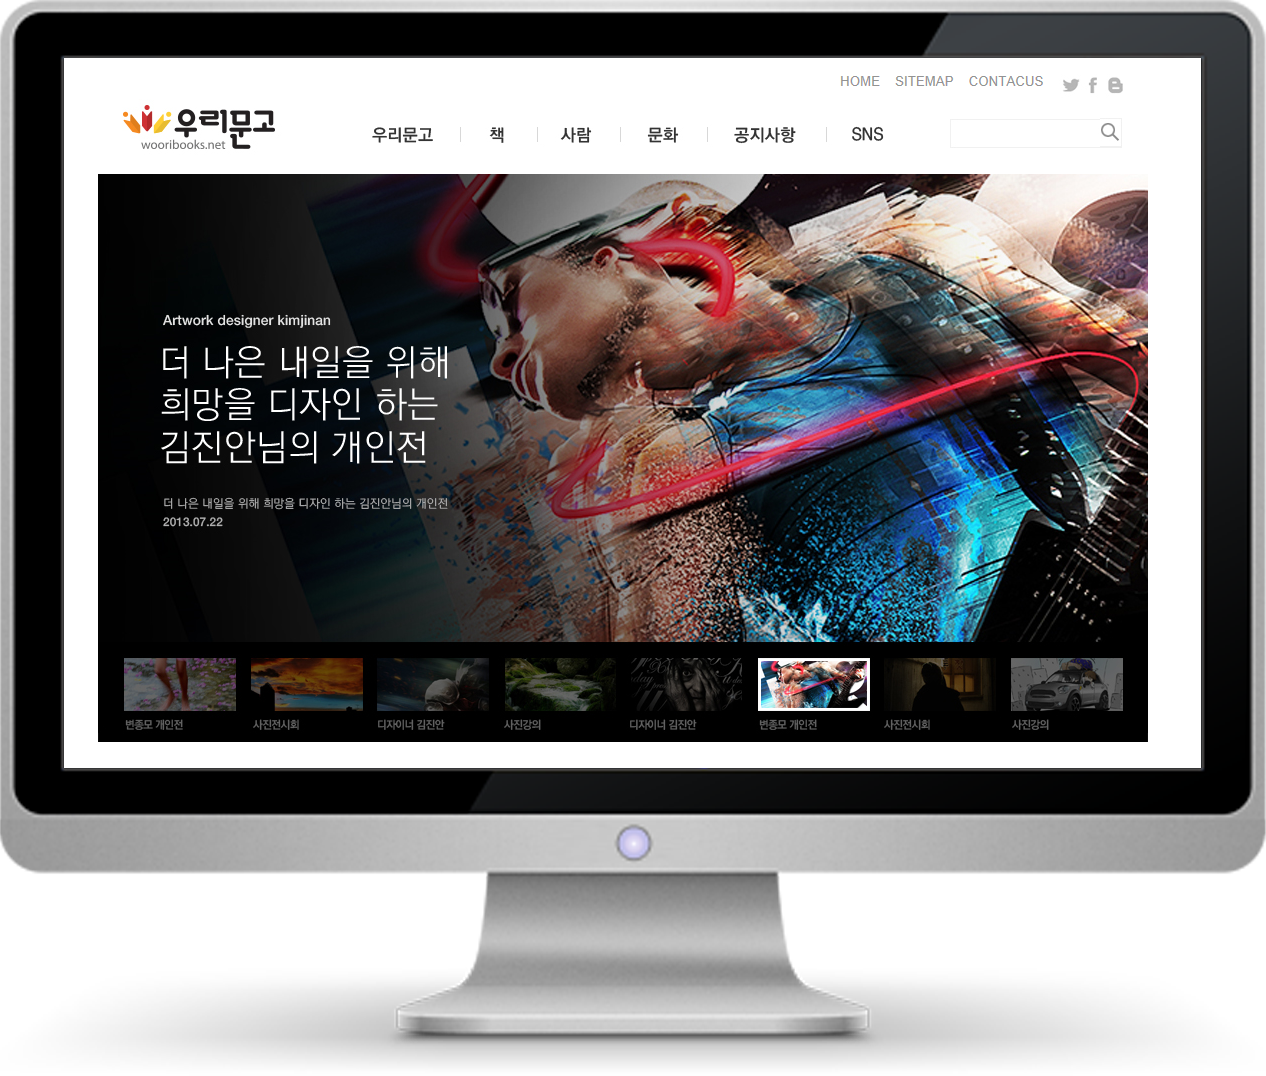 HOME SITEMAP CONTACUS
우리문고
wooribooks.net
우리문고 책 사람 문화 공지사항 SNS
Artwork designer kimjinan
더 나은 내일을 위해
희망을 디자인 하는
김진안님의 개인전
더 나은 내일을 위해 희망을 디자인 하는 김진안님의 개인전
2013.07.22
변종모 개인전 사진전시회 디자이너 김진안 사진강의 디자이너 김진안 변종모 개인전 사진전시회 사진강의